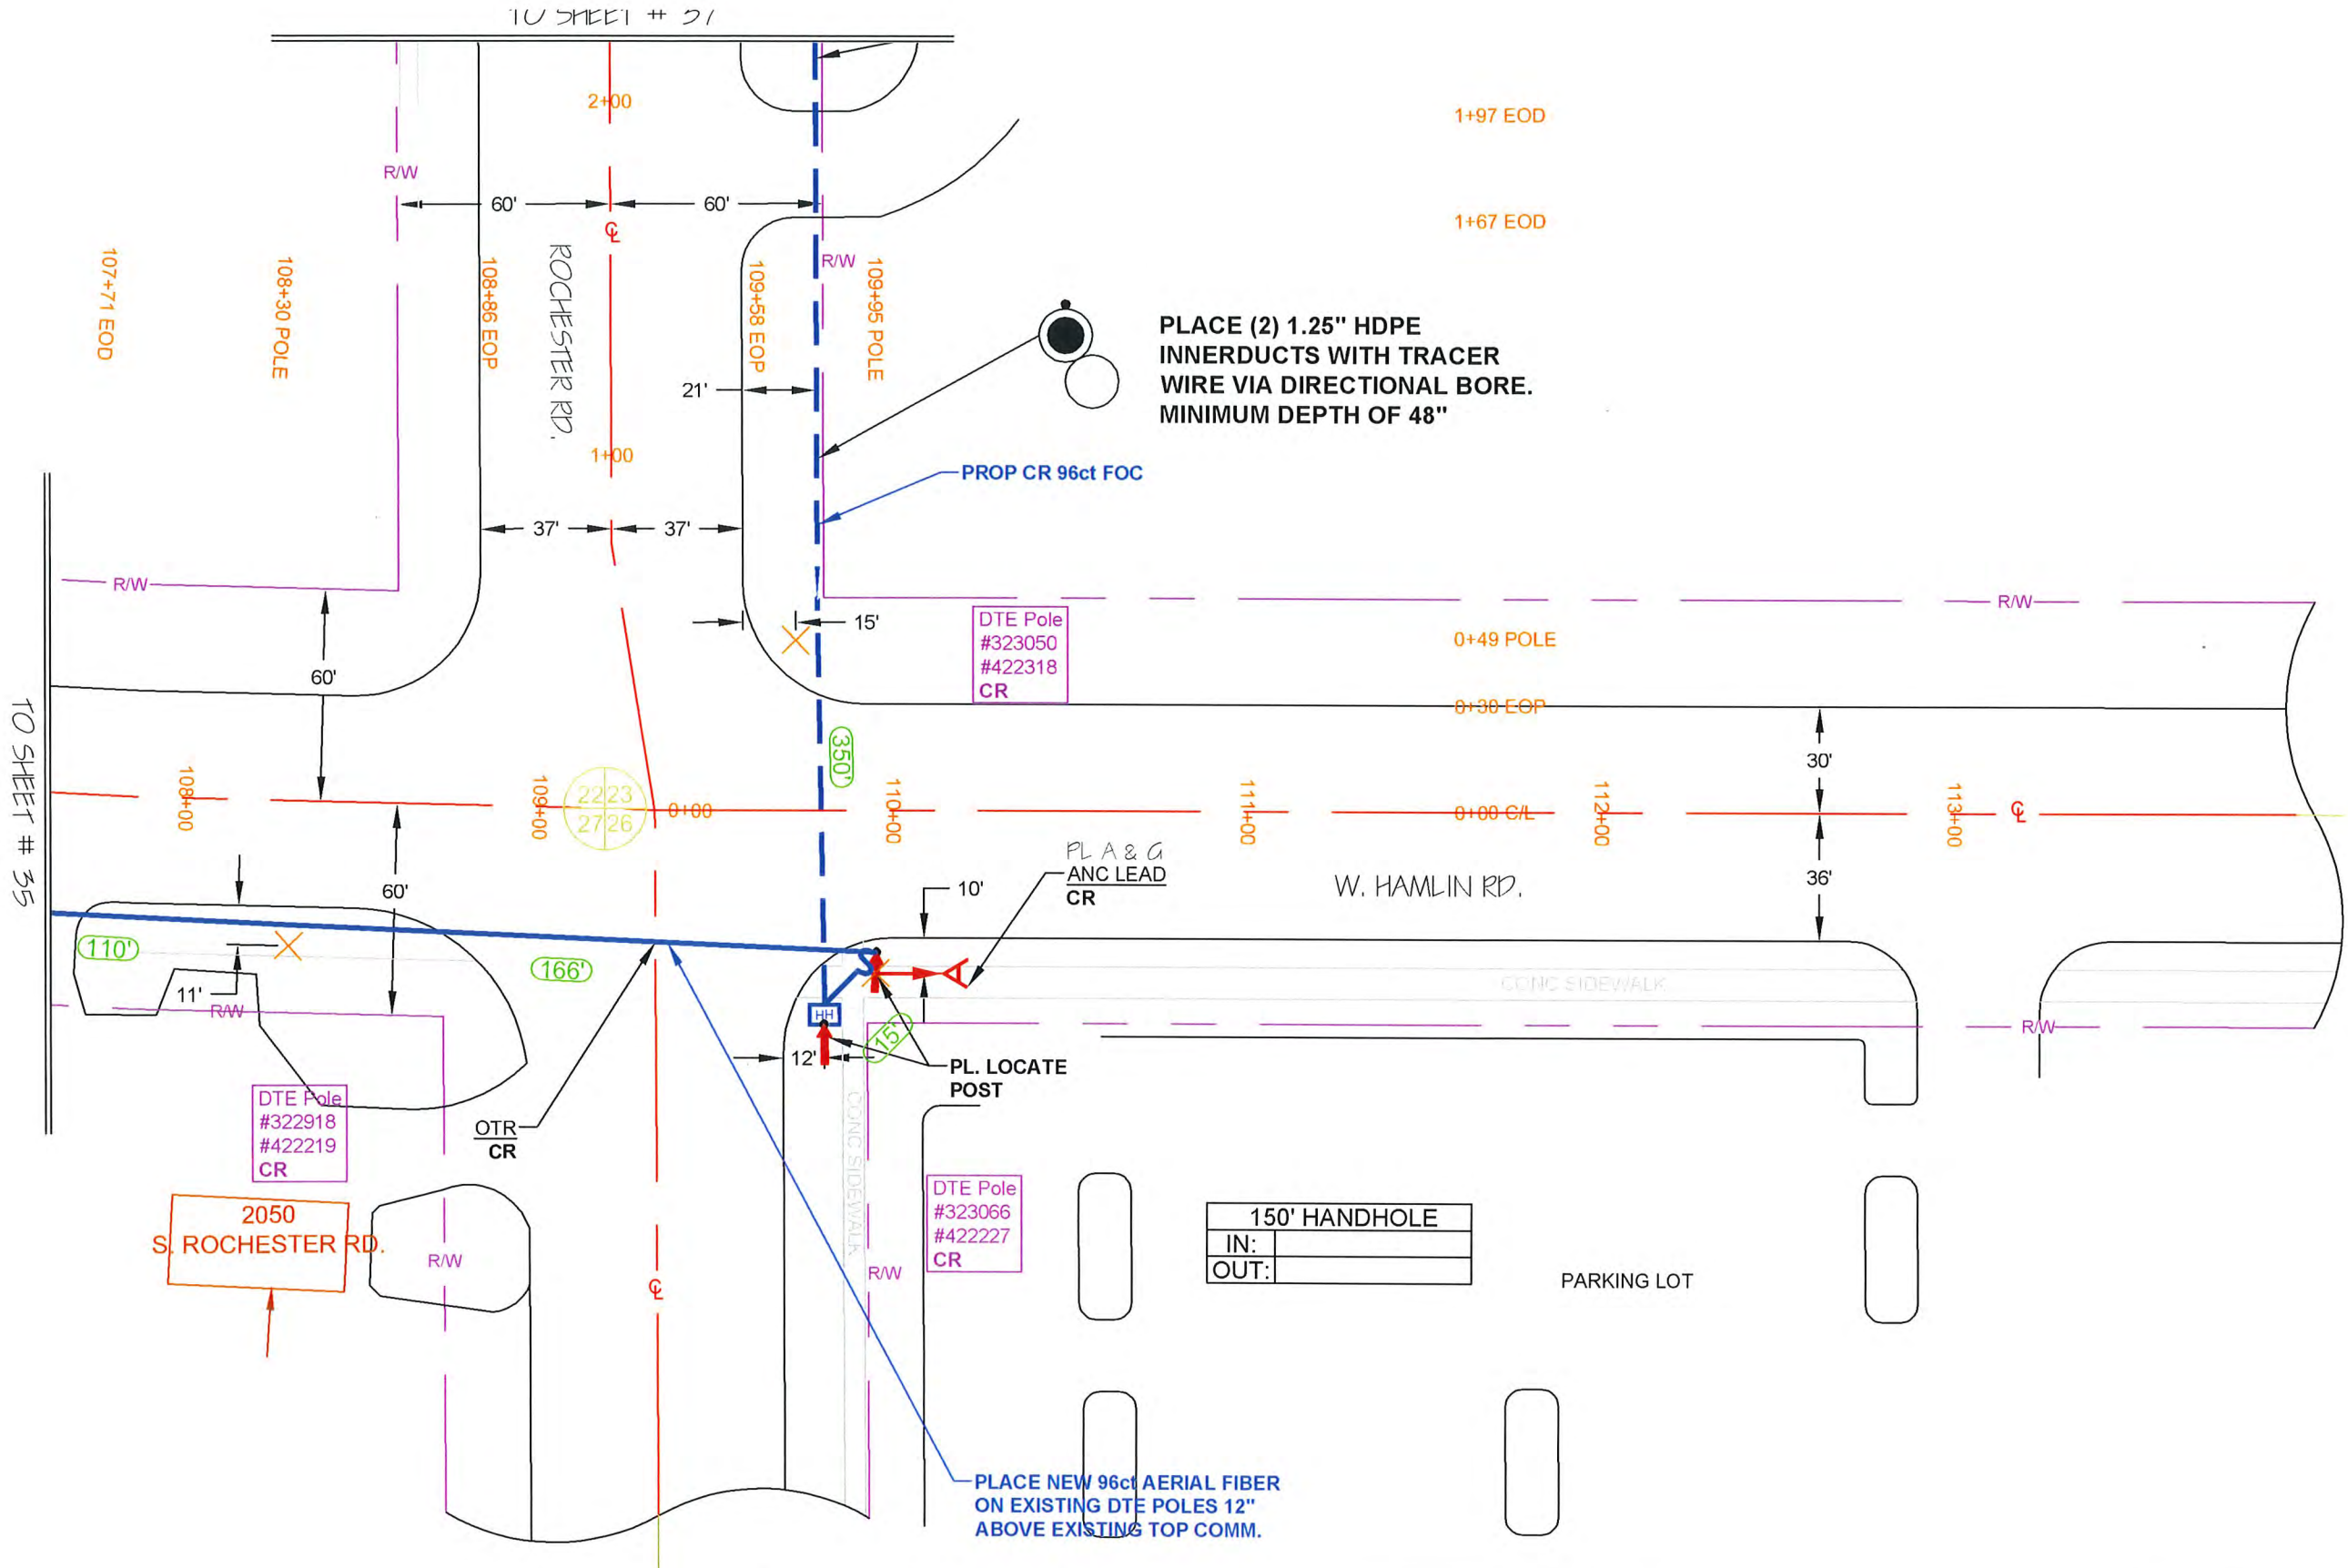 TO SHEET # 37
2+00
1+97 EOD
R/W
60'
60'
1+67 EOD
℄
107+71 EOD
108+30 POLE
108+86 EOP
ROCHESTER RD.
109+58 EOP
R/W
109+95 POLE
PLACE (2) 1.25" HDPE
INNERDUCTS WITH TRACER
WIRE VIA DIRECTIONAL BORE.
MINIMUM DEPTH OF 48"
21'
1+00
PROP CR 96ct FOC
37'
37'
R/W
R/W
15'
DTE Pole
#323050
#422318
CR
0+49 POLE
60'
0+30 EOP
TO SHEET # 35
350'
30'
108+00
109+00
2223
2726
0+00
110+00
111+00
0+00 C/L
112+00
113+00
℄
PL A & G
ANC LEAD
CR
60'
10'
W. HAMLIN RD.
36'
110'
166'
11'
R/W
CONC SIDEWALK
HH
15'
R/W
12'
PL. LOCATE
POST
DTE Pole
#322918
#422219
CR
OTR
CR
CONC SIDEWALK
2050
S. ROCHESTER RD.
R/W
℄
R/W
DTE Pole
#323066
#422227
CR
150' HANDHOLE
IN:
OUT:
PARKING LOT
PLACE NEW 96ct AERIAL FIBER
ON EXISTING DTE POLES 12"
ABOVE EXISTING TOP COMM.